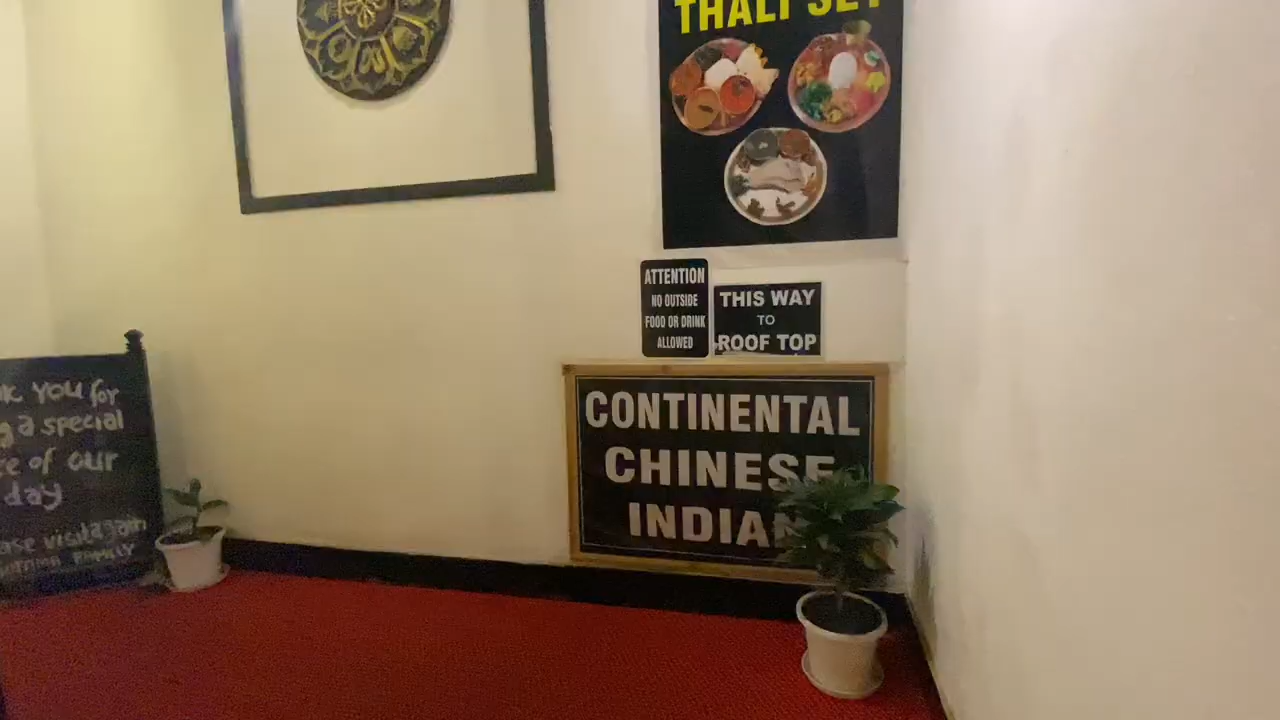 THALI SET
ATTENTION
NO OUTSIDE
FOOD OR DRINK
ALLOWED
THIS WAY
TO
ROOF TOP
CONTINENTAL
CHINESE
INDIAN
YOU for
a special
of our
day
visit again
FAMILY